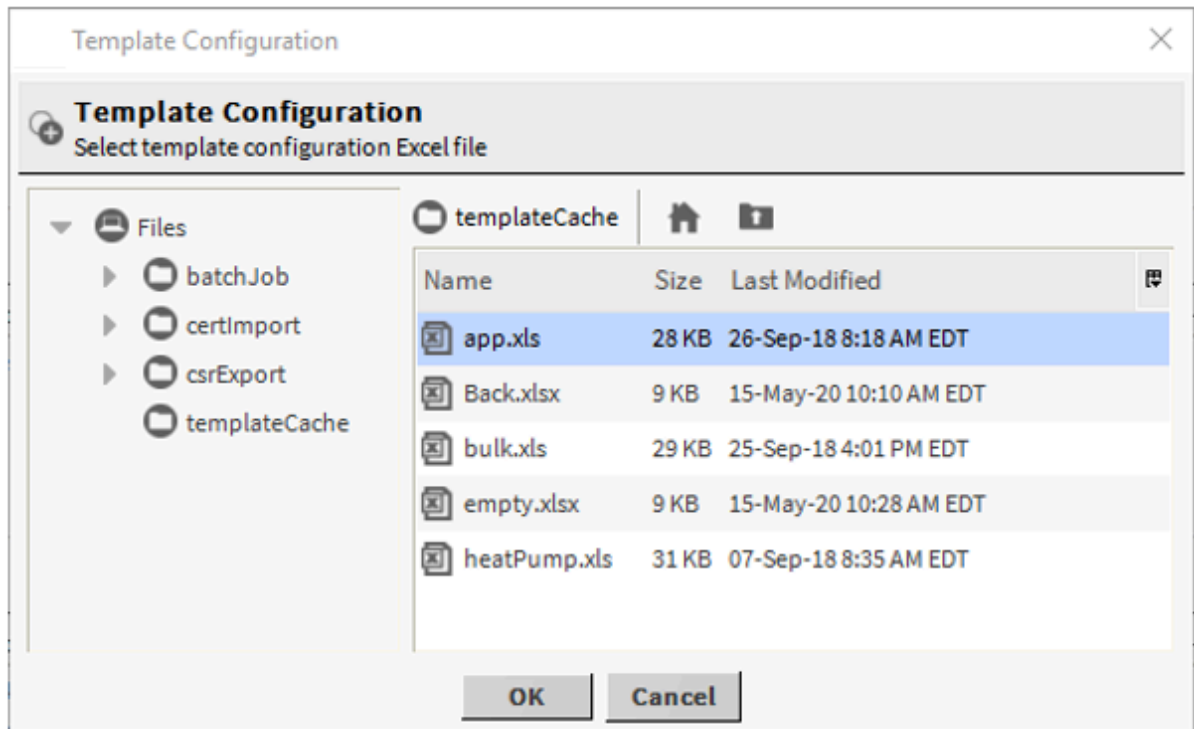 Template Configuration
Template Configuration
Select template configuration Excel file
Files
batchJob
certImport
csrExport
templateCache
templateCache
Name Size Last Modified
app.xls 28 KB 26-Sep-18 8:18 AM EDT
Back.xlsx 9 KB 15-May-20 10:10 AM EDT
bulk.xls 29 KB 25-Sep-18 4:01 PM EDT
empty.xlsx 9 KB 15-May-20 10:28 AM EDT
heatPump.xls 31 KB 07-Sep-18 8:35 AM EDT
OK Cancel